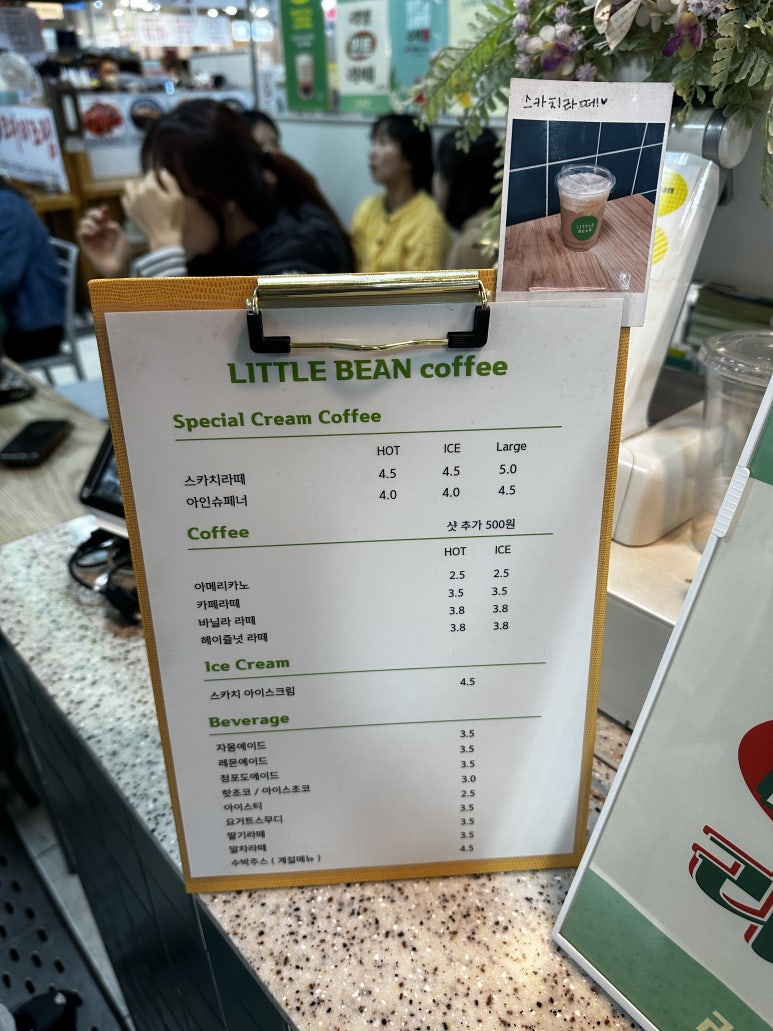 스카치라떼!♥
LITTLE BEAN
LITTLE BEAN coffee
Special Cream Coffee
HOT ICE Large
스카치라떼 4.5 4.5 5.0
아인슈페너 4.0 4.0 4.5
Coffee 샷 추가 500원
HOT ICE
아메리카노 2.5 2.5
카페라떼 3.5 3.5
바닐라 라떼 3.8 3.8
헤이즐넛 라떼 3.8 3.8
Ice Cream
스카치 아이스크림 4.5
Beverage
자몽에이드 3.5
레몬에이드 3.5
청포도에이드 3.5
핫초코 / 아이스초코 3.0
아이스티 2.5
요거트스무디 3.5
딸기라떼 3.5
말차라떼 3.5
수박주스 ( 계절메뉴 ) 4.5